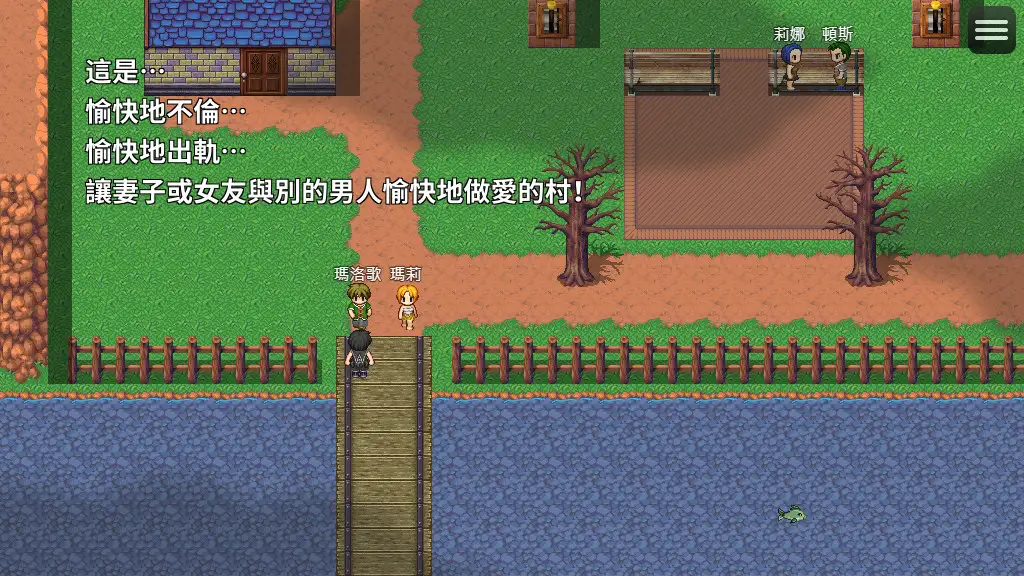 莉娜 頓斯
這是…
愉快地不倫…
愉快地出軌…
讓妻子或女友與別的男人愉快地做愛的村!
瑪洛歌 瑪莉